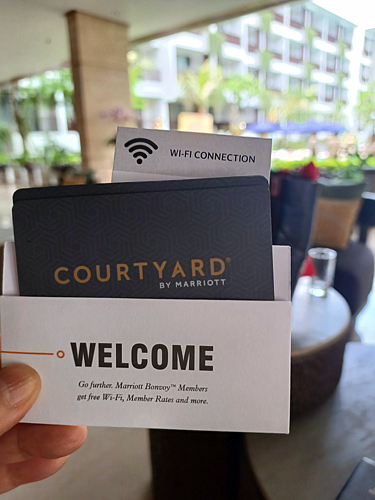 WI-FI CONNECTION
COURTYARD®
BY MARRIOTT
WELCOME
Go further. Marriott Bonvoy™ Members
get free Wi-Fi, Member Rates and more.